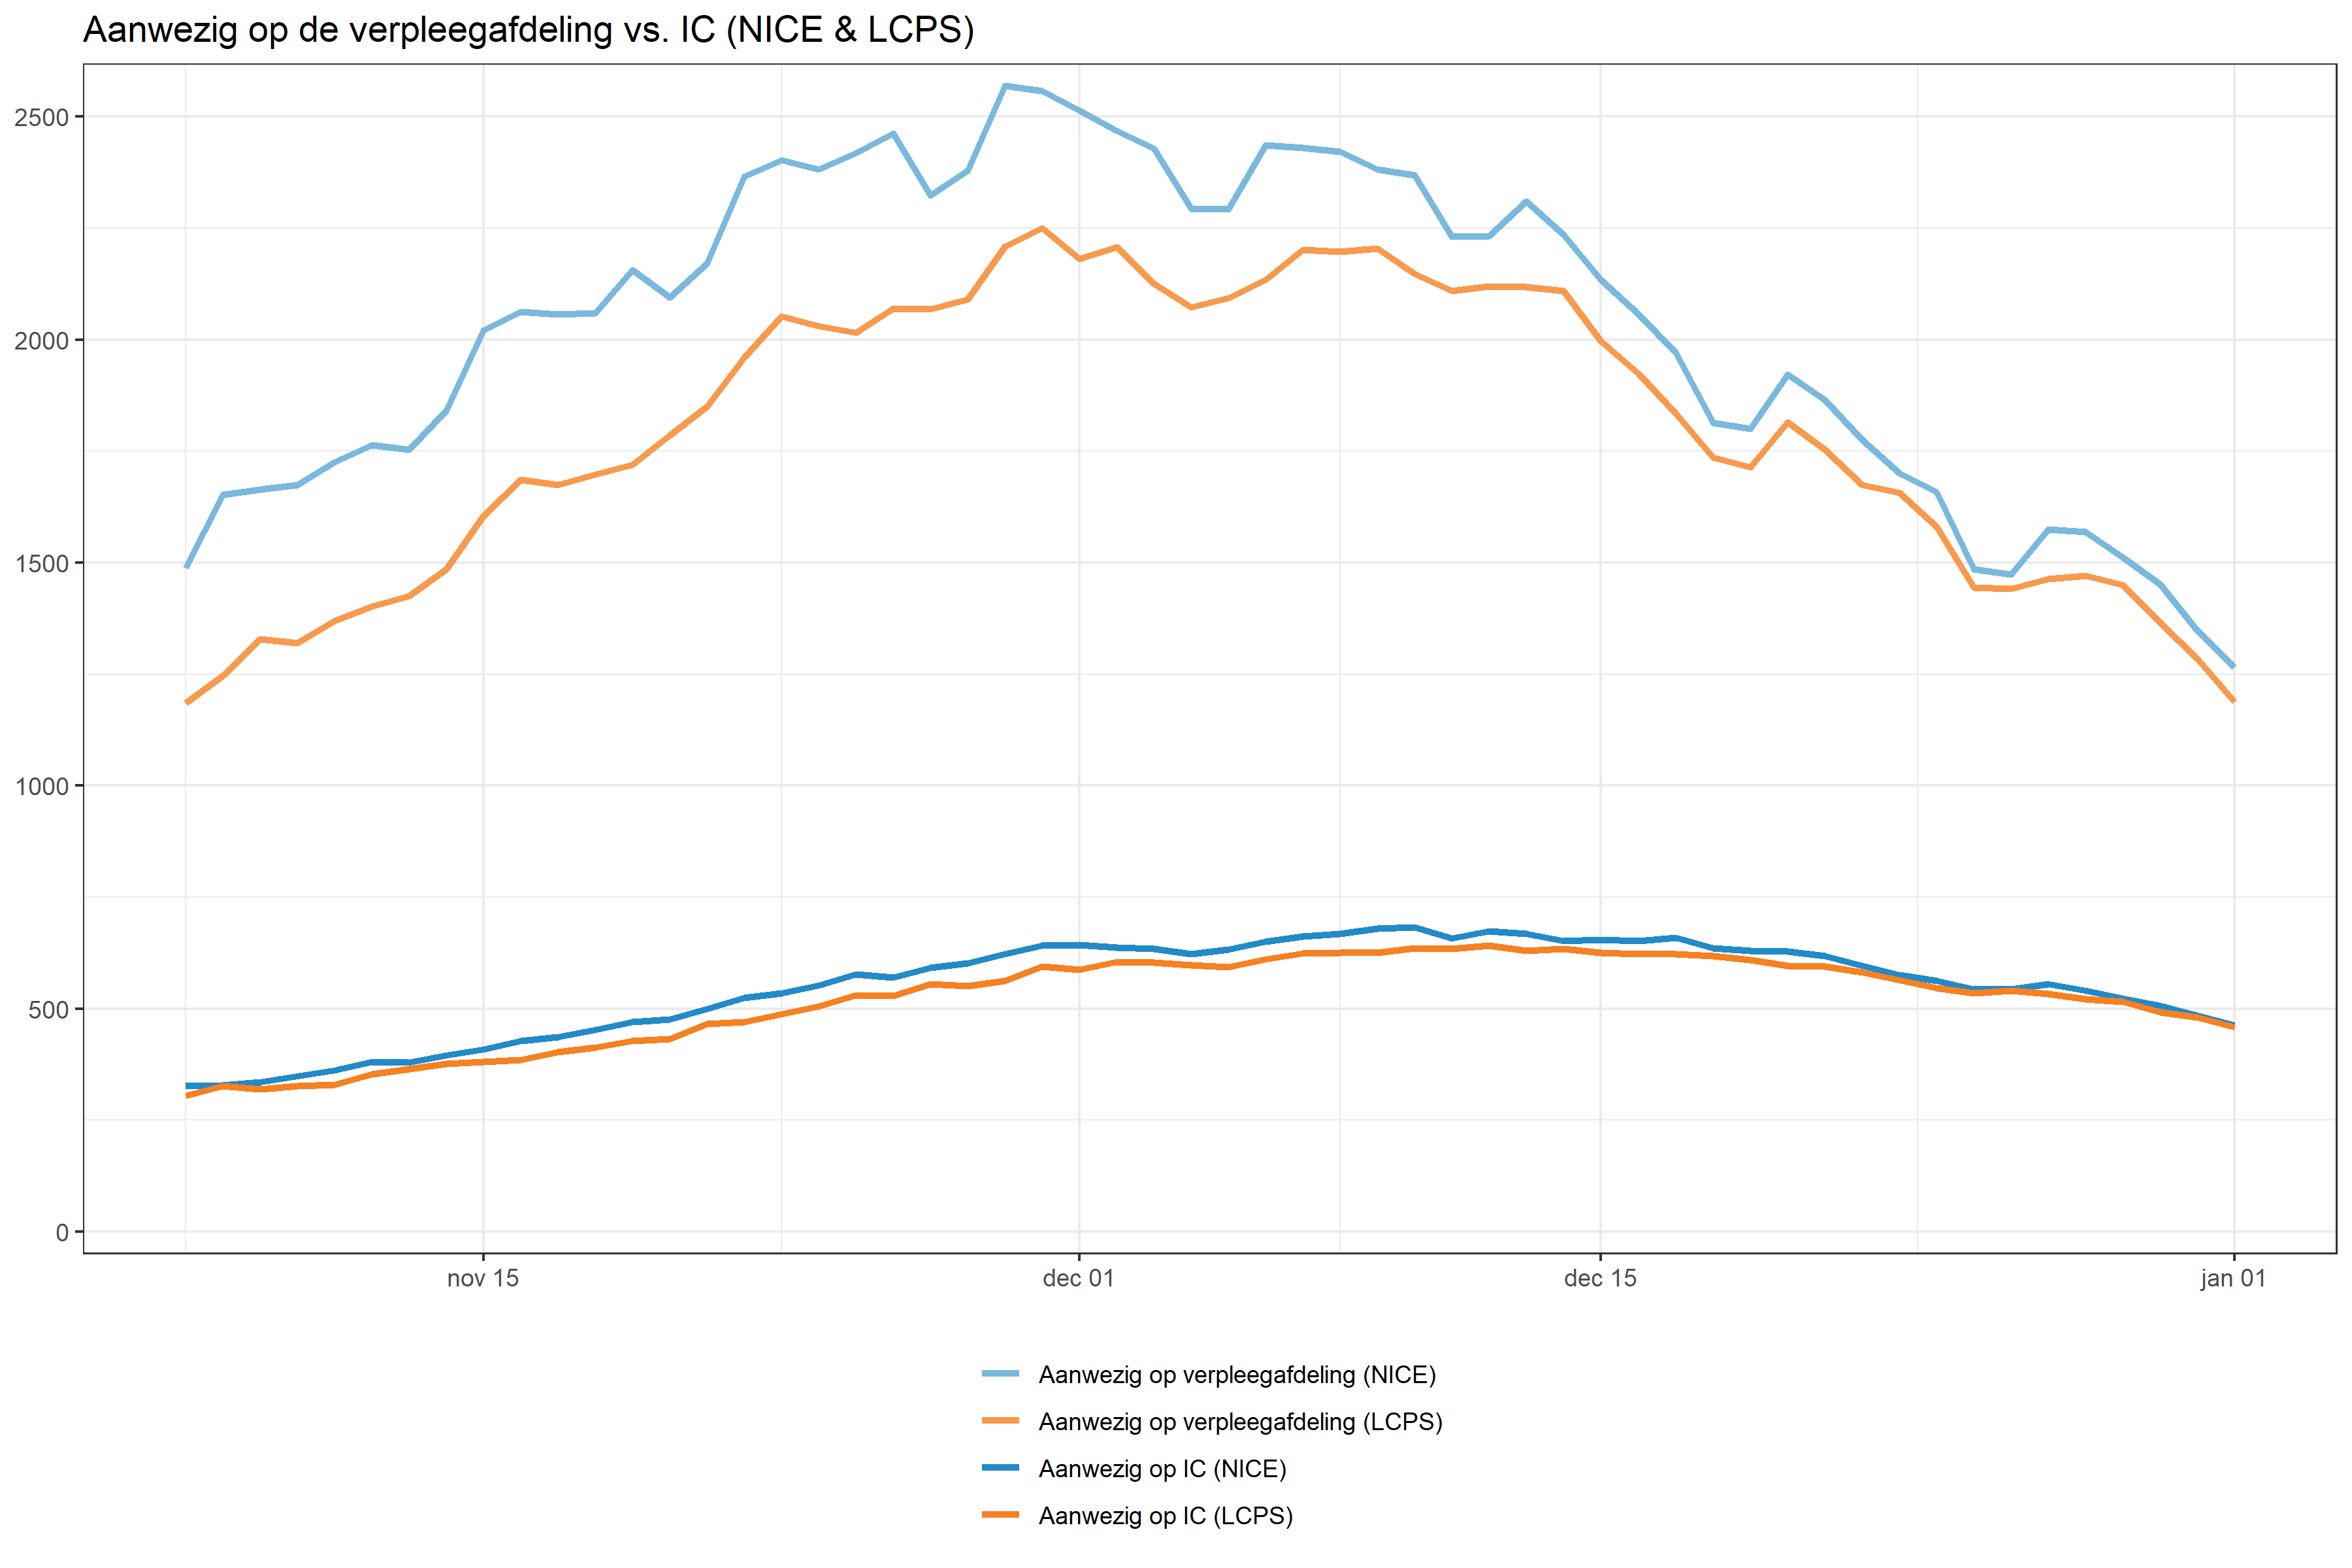 Aanwezig op de verpleegafdeling vs. IC (NICE & LCPS)
2500
2000
1500
1000
500
0
nov 15 dec 01 dec 15 jan 01
Aanwezig op verpleegafdeling (NICE)
Aanwezig op verpleegafdeling (LCPS)
Aanwezig op IC (NICE)
Aanwezig op IC (LCPS)